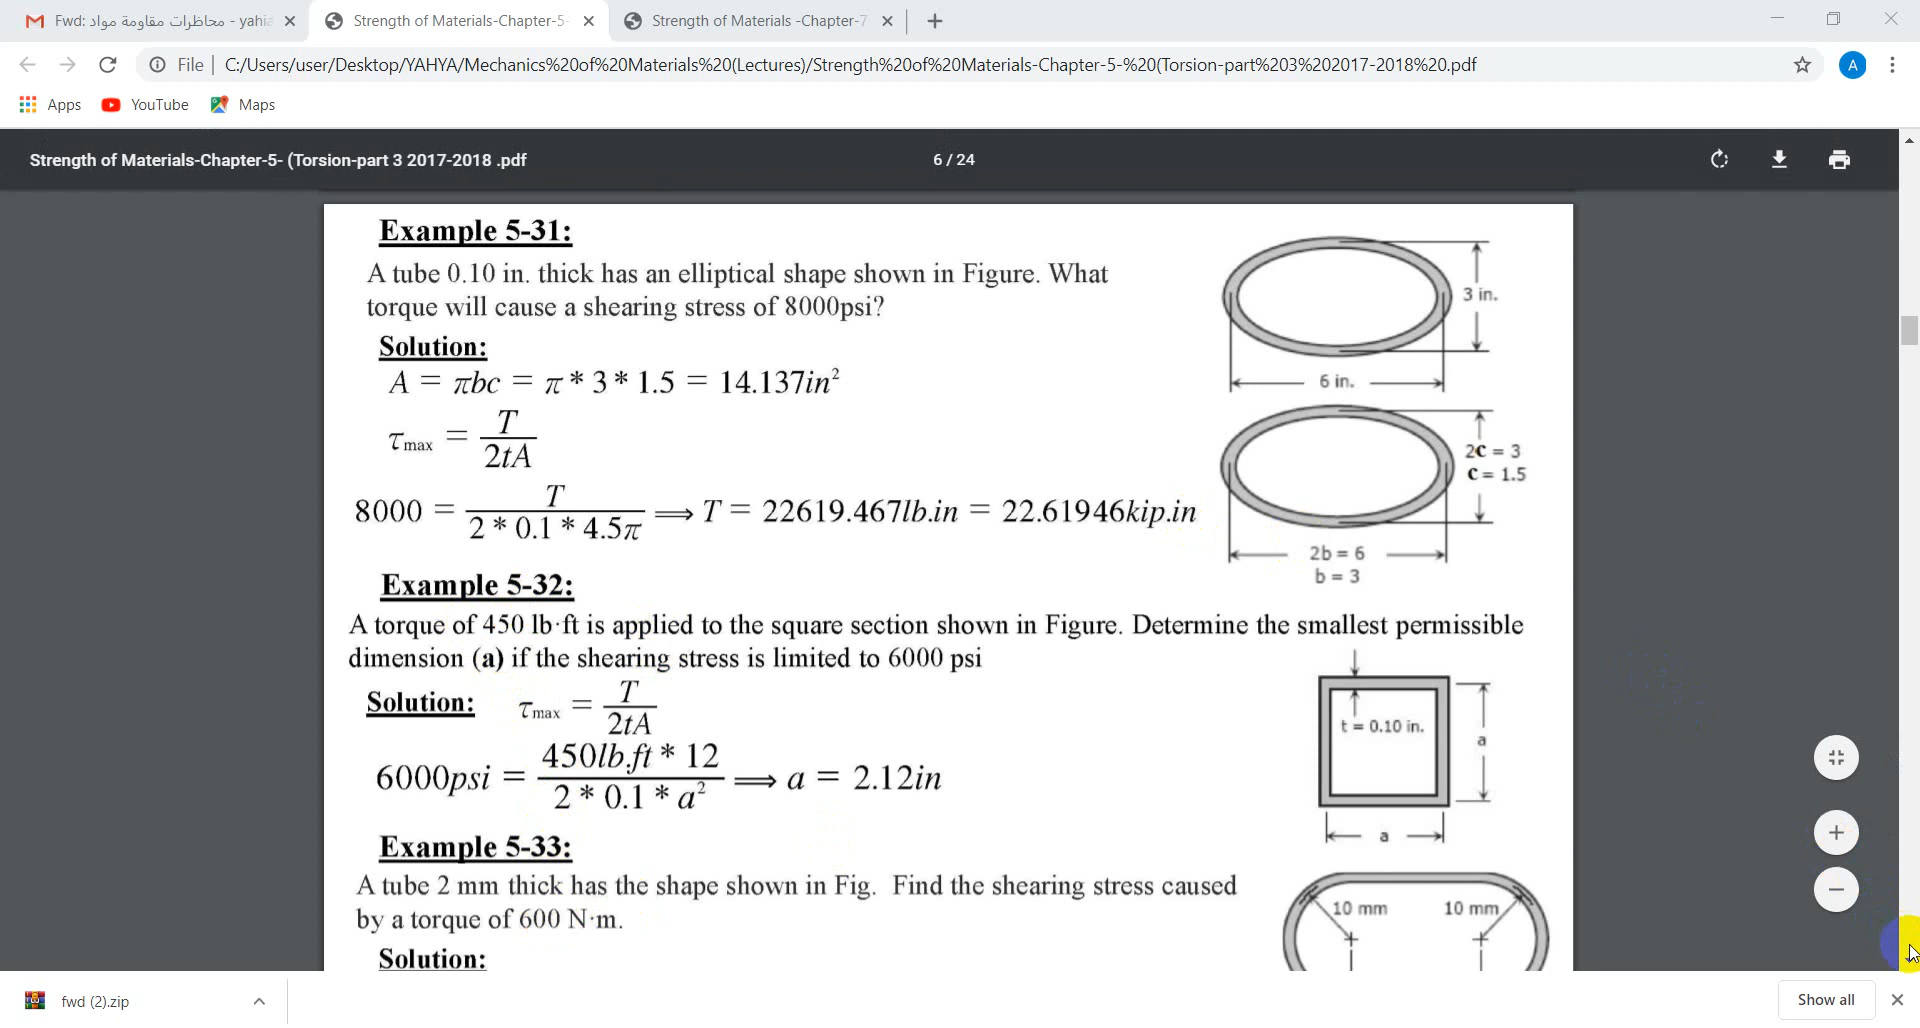 Fwd: محاظرات مقاومة مواد - yahia
Strength of Materials-Chapter-5-
Strength of Materials -Chapter-7
File | C:/Users/user/Desktop/YAHYA/Mechanics%20of%20Materials%20(Lectures)/Strength%20of%20Materials-Chapter-5-%20(Torsion-part%203%202017-2018%20.pdf
A
Apps YouTube Maps
Strength of Materials-Chapter-5- (Torsion-part 3 2017-2018 .pdf
6 / 24
Example 5-31:
A tube 0.10 in. thick has an elliptical shape shown in Figure. What
torque will cause a shearing stress of 8000psi?
3 in.
6 in.
Solution:
A = πbc = π * 3 * 1.5 = 14.137in²
τmax = T / 2tA
8000 = T / 2 * 0.1 * 4.5π ⟹ T = 22619.467lb.in = 22.61946kip.in
2c = 3
c = 1.5
2b = 6
b = 3
Example 5-32:
A torque of 450 lb·ft is applied to the square section shown in Figure. Determine the smallest permissible
dimension (a) if the shearing stress is limited to 6000 psi
Solution: τmax = T / 2tA
6000psi = 450lb.ft * 12 / 2 * 0.1 * a² ⟹ a = 2.12in
t = 0.10 in.
a
a
Example 5-33:
A tube 2 mm thick has the shape shown in Fig. Find the shearing stress caused
by a torque of 600 N·m.
10 mm 10 mm
Solution:
fwd (2).zip
Show all